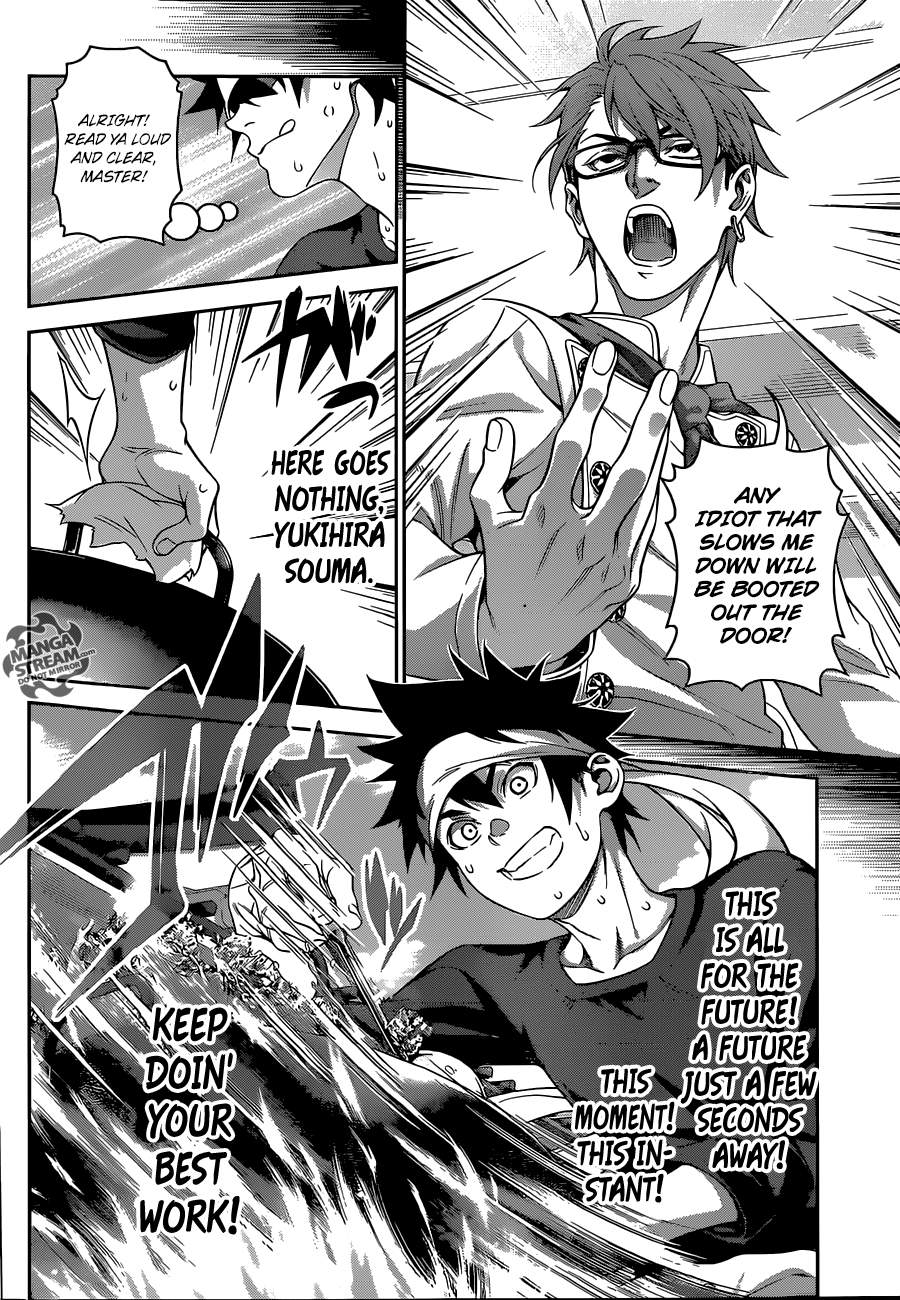 ANY
IDIOT THAT
SLOWS ME
DOWN WILL
BE BOOTED
OUT THE
DOOR!
ALRIGHT!
READ YA LOUD
AND CLEAR,
MASTER!
HERE GOES
NOTHING,
YUKIHIRA
SOUMA.
MANGA
STREAM.com
DO NOT MIRROR
THIS
IS ALL
FOR THE
FUTURE!
A FUTURE
JUST A FEW
SECONDS
AWAY!
THIS
MOMENT!
THIS IN-
STANT!
KEEP
DOIN'
YOUR
BEST
WORK!